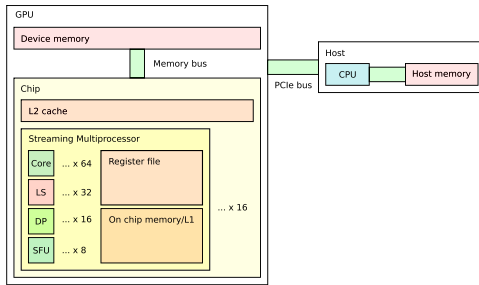 GPU
Device memory
Memory bus
PCIe bus
Host
CPU
Host memory
Chip
L2 cache
Streaming Multiprocessor
Core
... x 64
LS
... x 32
DP
... x 16
SFU
... x 8
Register file
On chip memory/L1
... x 16